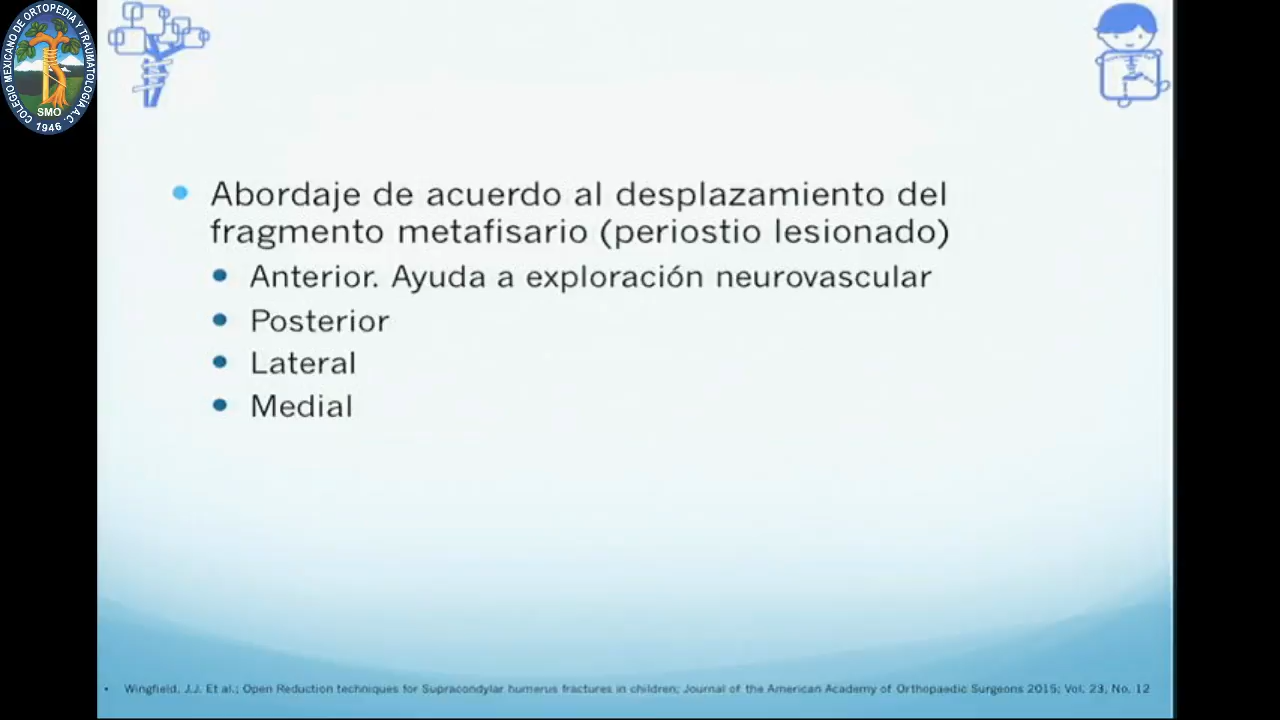 COLEGIO MEXICANO DE ORTOPEDIA Y TRAUMATOLOGÍA A.C.
SMO
1946
• Abordaje de acuerdo al desplazamiento del
fragmento metafisario (periostio lesionado)
• Anterior. Ayuda a exploración neurovascular
• Posterior
• Lateral
• Medial
• Wingfield, J.J. Et al.; Open Reduction techniques for Supracondylar humerus fractures in children; Journal of the American Academy of Orthopaedic Surgeons 2015; Vol. 23, No. 12